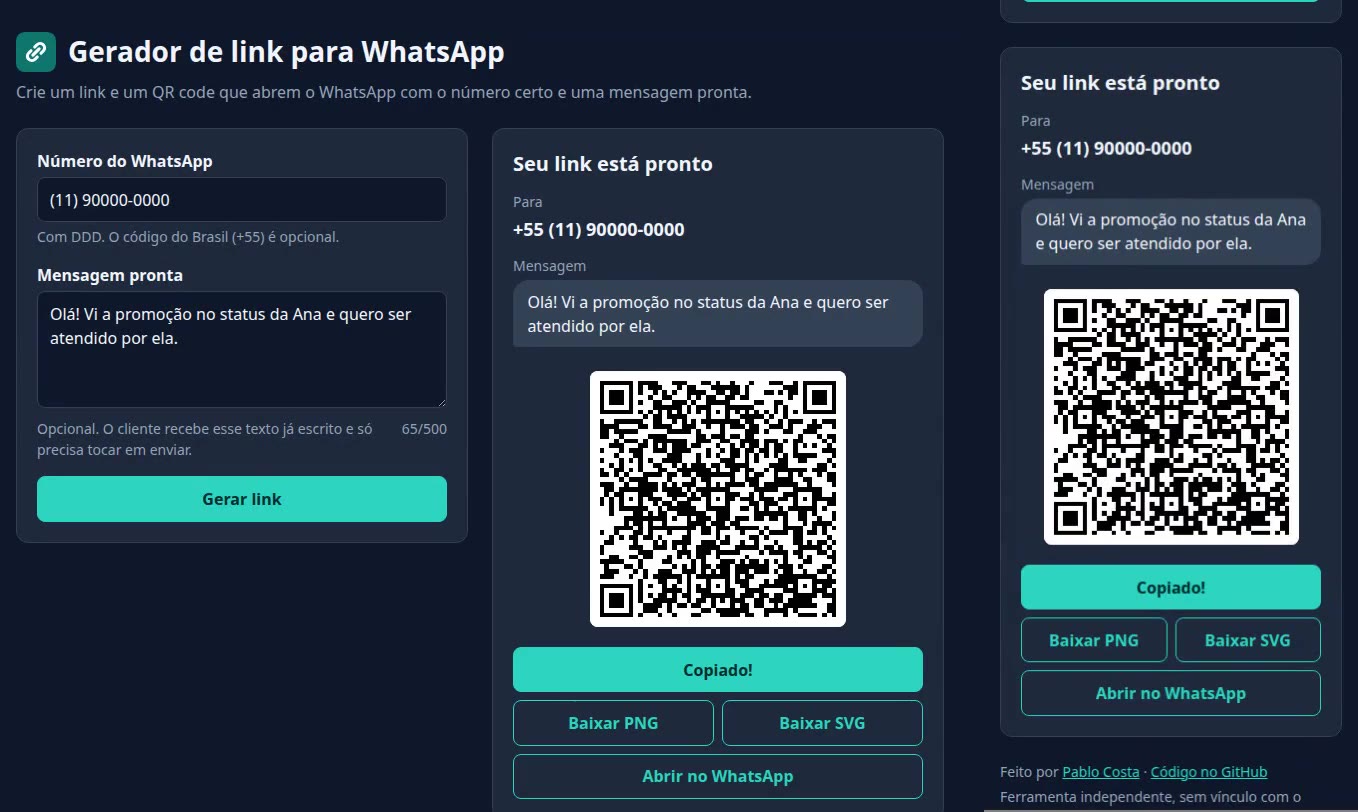 Gerador de link para WhatsApp
Crie um link e um QR code que abrem o WhatsApp com o número certo e uma mensagem pronta.
Número do WhatsApp
(11) 90000-0000
Com DDD. O código do Brasil (+55) é opcional.
Mensagem pronta
Olá! Vi a promoção no status da Ana e quero ser
atendido por ela.
Opcional. O cliente recebe esse texto já escrito e só
precisa tocar em enviar.
65/500
Gerar link
Seu link está pronto
Para
+55 (11) 90000-0000
Mensagem
Olá! Vi a promoção no status da Ana e quero ser
atendido por ela.
Copiado!
Baixar PNG
Baixar SVG
Abrir no WhatsApp
Seu link está pronto
Para
+55 (11) 90000-0000
Mensagem
Olá! Vi a promoção no status da Ana
e quero ser atendido por ela.
Copiado!
Baixar PNG
Baixar SVG
Abrir no WhatsApp
Feito por Pablo Costa · Código no GitHub
Ferramenta independente, sem vínculo com o